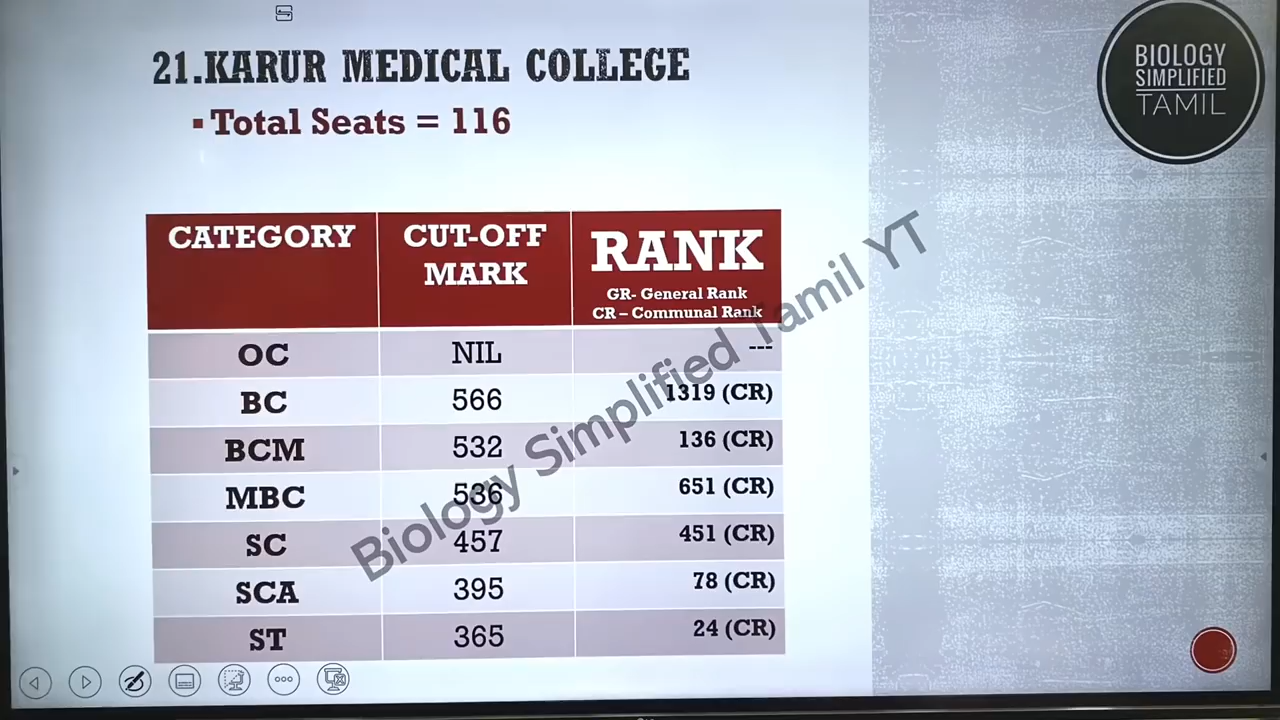 21.KARUR MEDICAL COLLEGE
▪ Total Seats = 116
BIOLOGY
SIMPLIFIED
TAMIL
CATEGORY CUT-OFF MARK RANK
GR- General Rank
CR – Communal Rank
OC NIL ---
BC 566 1319 (CR)
BCM 532 136 (CR)
MBC 536 651 (CR)
SC 457 451 (CR)
SCA 395 78 (CR)
ST 365 24 (CR)
Biology Simplified Tamil YT